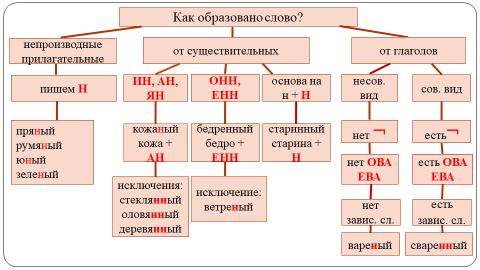 Как образовано слово?
непроизводные
прилагательные
от существительных
от глаголов
пишем Н
ИН, АН,
ЯН
ОНН,
ЕНН
основа на
н + Н
несов.
вид
сов. вид
пряный
румяный
юный
зеленый
кожаный
кожа +
АН
бедренный
бедро +
ЕНН
старинный
старина +
Н
нет ¬
есть ¬
нет ОВА
ЕВА
есть ОВА
ЕВА
исключения:
стеклянный
оловянный
деревянный
исключение:
ветреный
нет
завис. сл.
есть
завис. сл.
вареный
сваренный